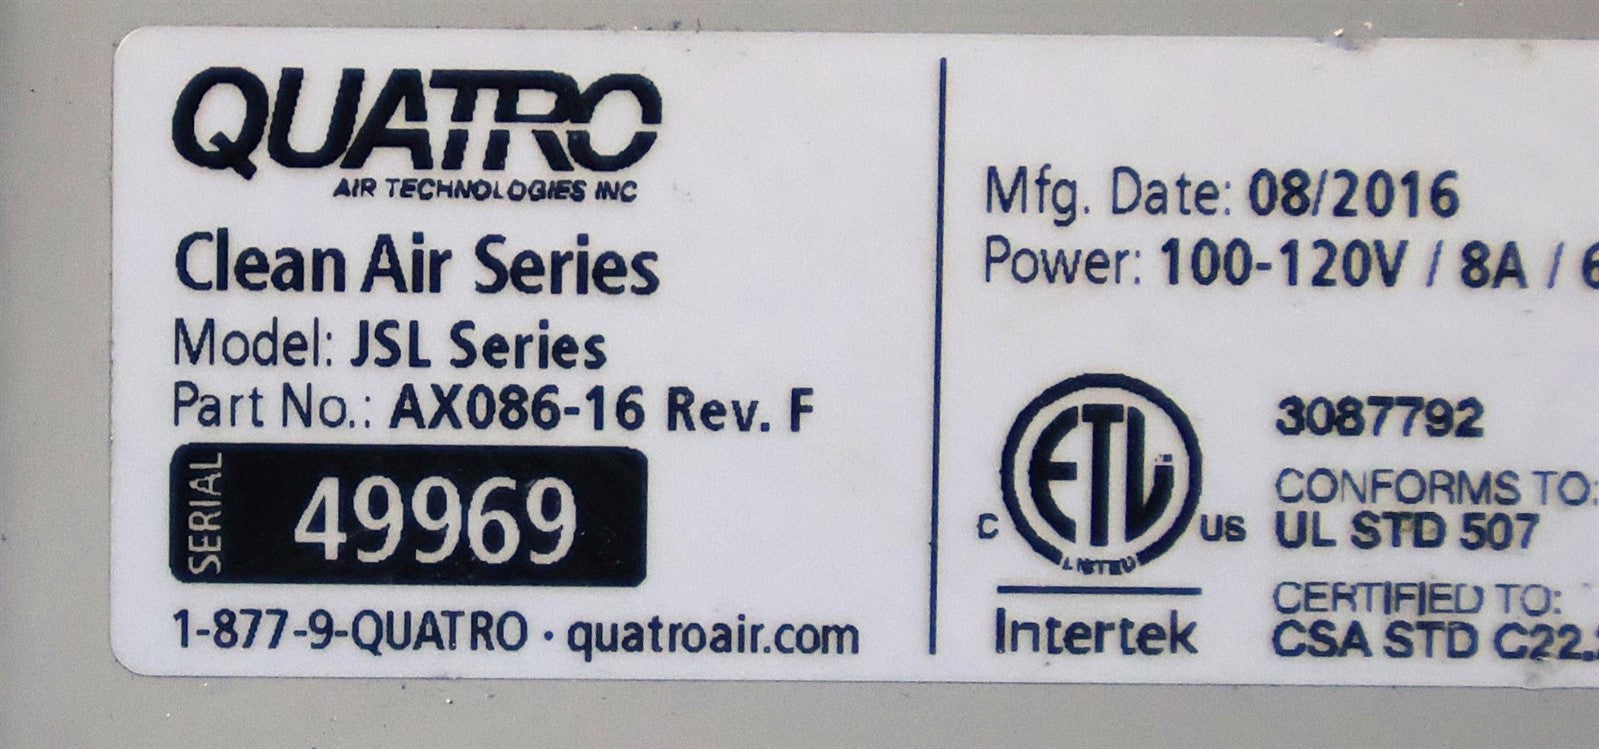 QUATRO
AIR TECHNOLOGIES INC
Clean Air Series
Model: JSL Series
Part No.: AX086-16 Rev. F
SERIAL 49969
1-877-9-QUATRO · quatroair.com
Mfg. Date: 08/2016
Power: 100-120V / 8A / 6
ETL
LISTED
C US
Intertek
3087792
CONFORMS TO:
UL STD 507
CERTIFIED TO:
CSA STD C22.